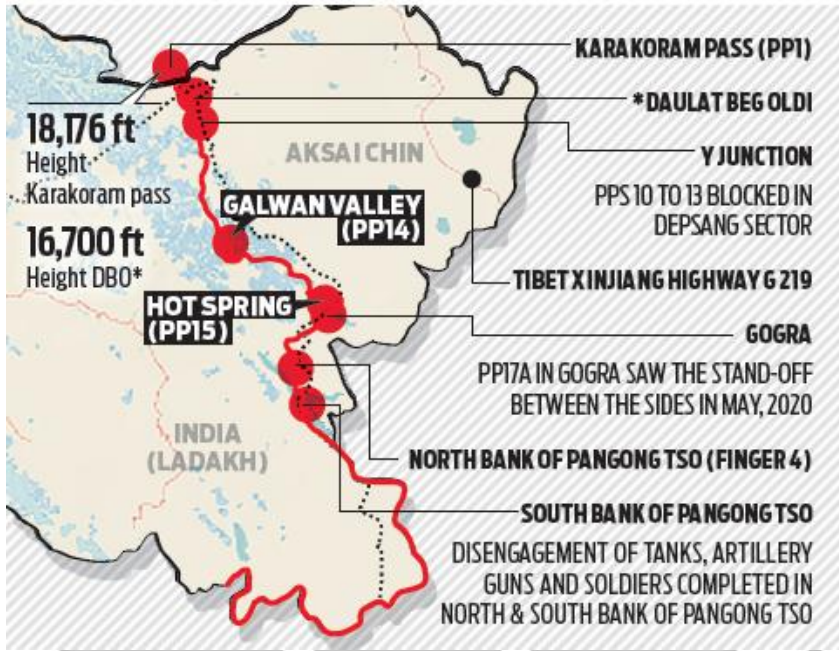 KARAKORAM PASS (PP1)
*DAULAT BEG OLDI
18,176 ft
Height
Karakoram pass
AKSAI CHIN
Y JUNCTION
PPS 10 TO 13 BLOCKED IN
DEPSANG SECTOR
GALWAN VALLEY
(PP14)
16,700 ft
Height DBO*
TIBET XINJIANG HIGHWAY G 219
HOT SPRING
(PP15)
GOGRA
PP17A IN GOGRA SAW THE STAND-OFF
BETWEEN THE SIDES IN MAY, 2020
INDIA
(LADAKH)
NORTH BANK OF PANGONG TSO (FINGER 4)
SOUTH BANK OF PANGONG TSO
DISENGAGEMENT OF TANKS, ARTILLERY
GUNS AND SOLDIERS COMPLETED IN
NORTH & SOUTH BANK OF PANGONG TSO